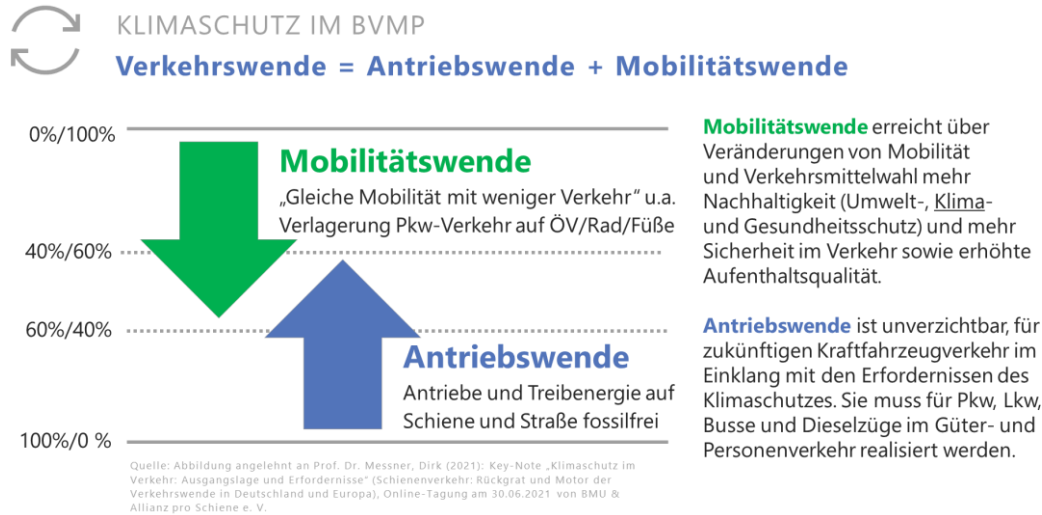 KLIMASCHUTZ IM BVMP
Verkehrswende = Antriebswende + Mobilitätswende
0%/100%
Mobilitätswende
„Gleiche Mobilität mit weniger Verkehr“ u.a.
Verlagerung Pkw-Verkehr auf ÖV/Rad/Füße
40%/60%
60%/40%
Antriebswende
Antriebe und Treibenergie auf
Schiene und Straße fossilfrei
100%/0 %
Mobilitätswende erreicht über
Veränderungen von Mobilität
und Verkehrsmittelwahl mehr
Nachhaltigkeit (Umwelt-, Klima-
und Gesundheitsschutz) und mehr
Sicherheit im Verkehr sowie erhöhte
Aufenthaltsqualität.
Antriebswende ist unverzichtbar, für
zukünftigen Kraftfahrzeugverkehr im
Einklang mit den Erfordernissen des
Klimaschutzes. Sie muss für Pkw, Lkw,
Busse und Dieselzüge im Güter- und
Personenverkehr realisiert werden.
Quelle: Abbildung angelehnt an Prof. Dr. Messner, Dirk (2021): Key-Note „Klimaschutz im
Verkehr: Ausgangslage und Erfordernisse“ (Schienenverkehr: Rückgrat und Motor der
Verkehrswende in Deutschland und Europa), Online-Tagung am 30.06.2021 von BMU &
Allianz pro Schiene e. V.